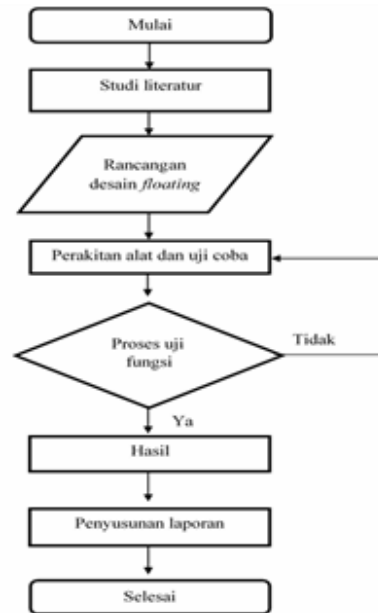 Mulai
Studi literatur
Rancangan
desain floating
Perakitan alat dan uji coba
Proses uji
fungsi
Tidak
Ya
Hasil
Penyusunan laporan
Selesai